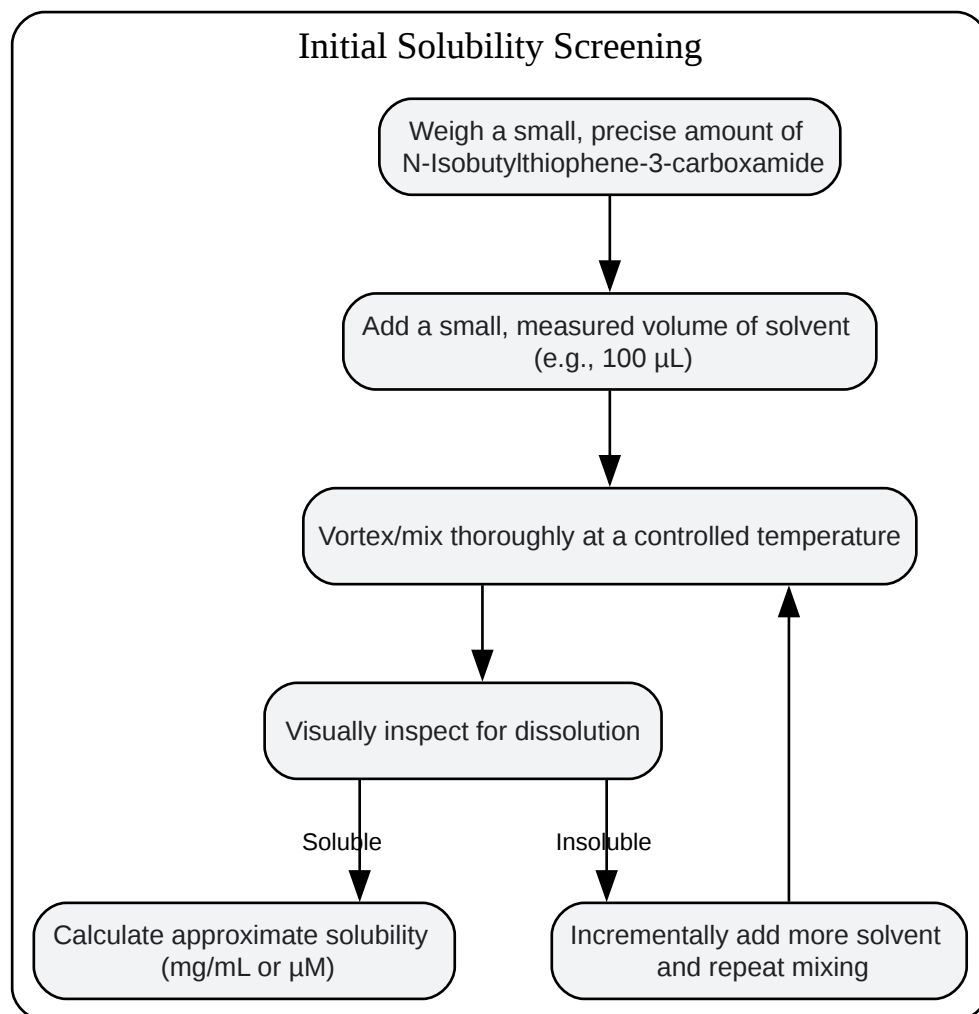 Initial Solubility Screening
Weigh a small, precise amount of
N-Isobutylthiophene-3-carboxamide
Add a small, measured volume of solvent
(e.g., 100 µL)
Vortex/mix thoroughly at a controlled temperature
Visually inspect for dissolution
Soluble
Insoluble
Calculate approximate solubility
(mg/mL or µM)
Incrementally add more solvent
and repeat mixing